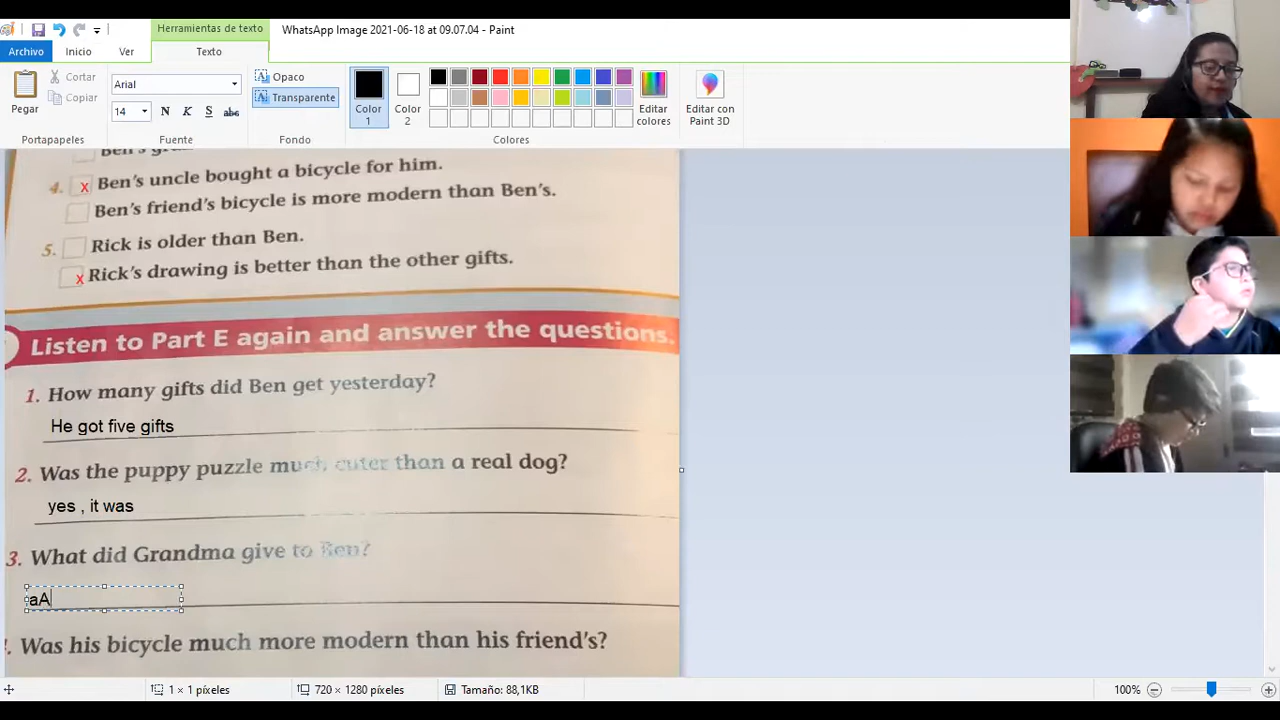 Herramientas de texto
WhatsApp Image 2021-06-18 at 09.07.04 - Paint
Archivo
Inicio
Ver
Texto
Pegar
Cortar
Copiar
Portapapeles
Arial
14
N K S abc
Fuente
Opaco
Transparente
Fondo
Color 1
Color 2
Editar colores
Editar con Paint 3D
Colores
4. x Ben's uncle bought a bicycle for him.
Ben's friend's bicycle is more modern than Ben's.
5. Rick is older than Ben.
x Rick's drawing is better than the other gifts.
Listen to Part E again and answer the questions.
1. How many gifts did Ben get yesterday?
He got five gifts
2. Was the puppy puzzle much cuter than a real dog?
yes , it was
3. What did Grandma give to Ben?
aA
. Was his bicycle much more modern than his friend's?
1 × 1 píxeles
720 × 1280 píxeles
Tamaño: 88,1KB
100%